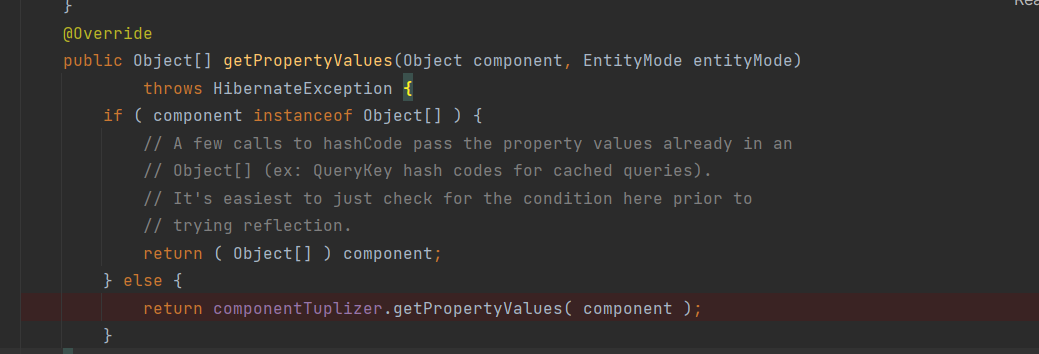 Rea
}
@Override
public Object[] getPropertyValues(Object component, EntityMode entityMode)
        throws HibernateException {
    if ( component instanceof Object[] ) {
        // A few calls to hashCode pass the property values already in an
        // Object[] (ex: QueryKey hash codes for cached queries).
        // It's easiest to just check for the condition here prior to
        // trying reflection.
        return ( Object[] ) component;
    } else {
        return componentTuplizer.getPropertyValues( component );
    }